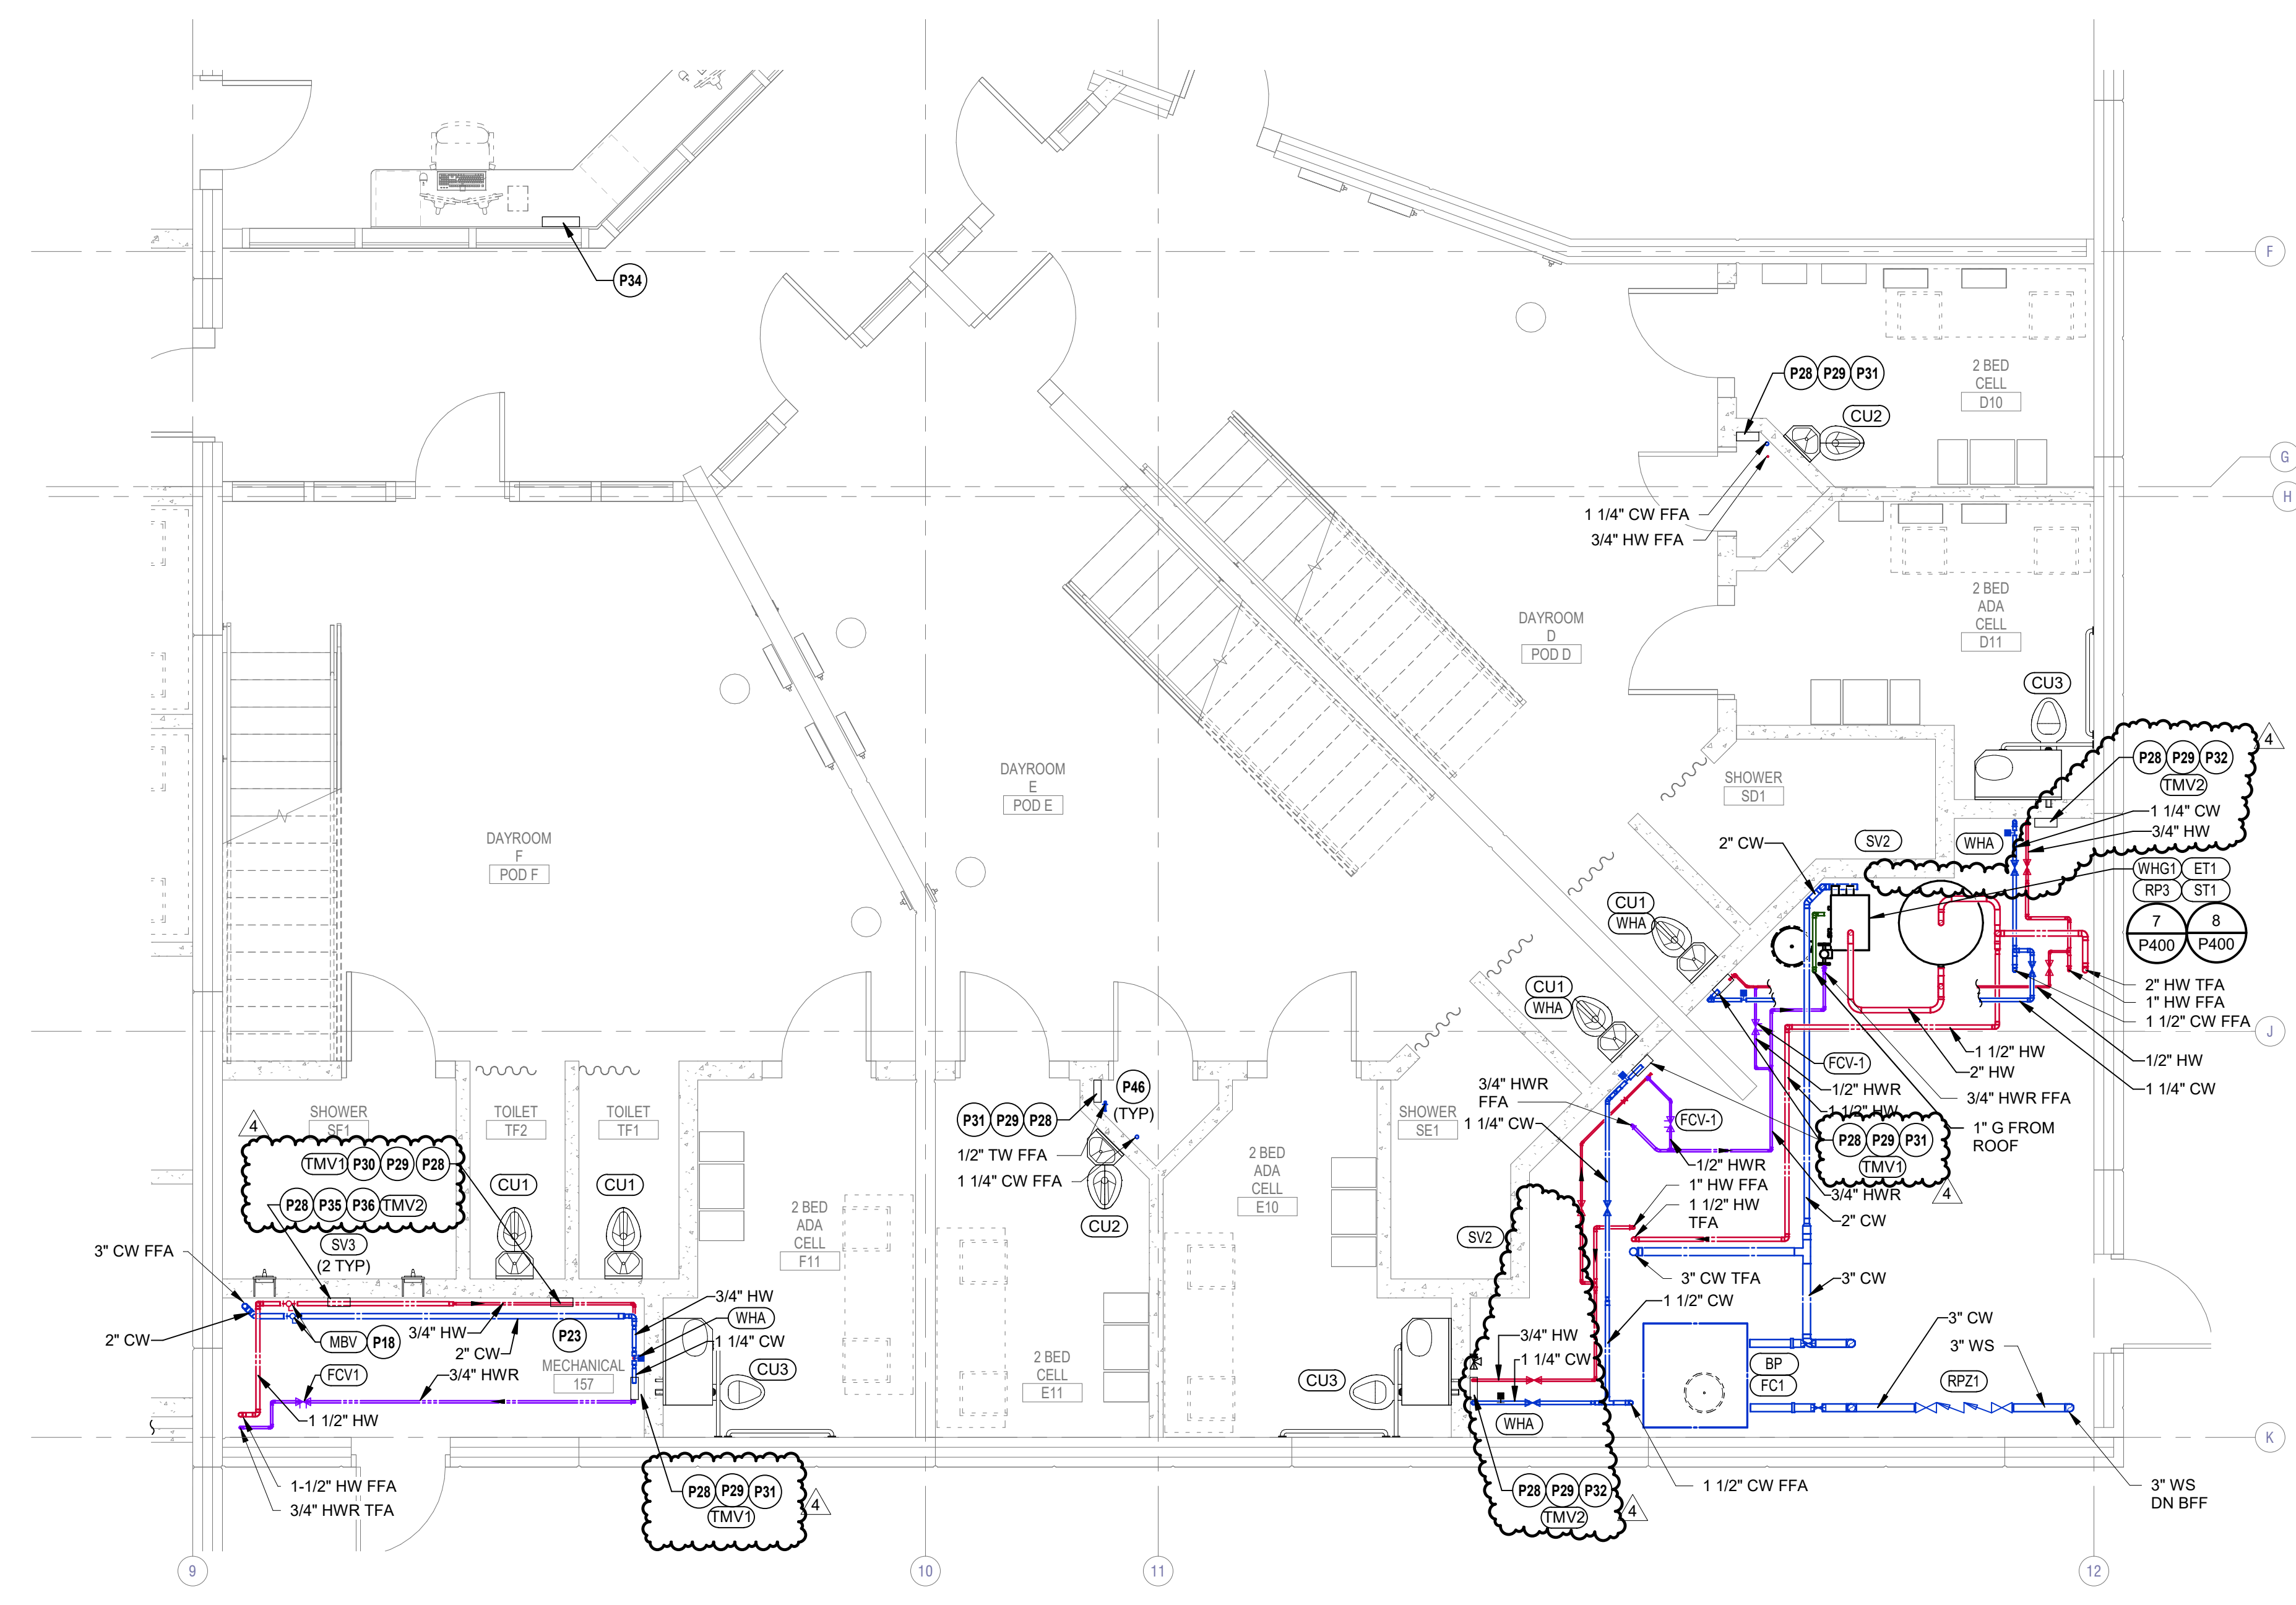 P34
F
P28 P29 P31
CU2
2 BED
CELL
D10
G
H
1 1/4" CW FFA
3/4" HW FFA
2 BED
ADA
CELL
D11
CU3
DAYROOM
D
POD D
DAYROOM
E
POD E
DAYROOM
F
POD F
SHOWER
SD1
4
P28 P29 P32
TMV2
1 1/4" CW
3/4" HW
2" CW
SV2
WHA
WHG1 ET1
RP3 ST1
7
P400
8
P400
CU1
WHA
CU1
WHA
2" HW TFA
1" HW FFA
1 1/2" CW FFA
J
1/2" HW
1 1/4" CW
1 1/2" HW
2" HW
3/4" HWR FFA
1" G FROM
ROOF
FCV-1
1/2" HWR
1 1/2" HW
P28 P29 P31
TMV1
4
3/4" HWR
FFA
1 1/4" CW
FCV-1
1/2" HWR
1" HW FFA
1 1/2" HW
TFA
3/4" HWR
2" CW
3" CW TFA
3" CW
1 1/2" CW
SHOWER
SE1
SV2
P46
(TYP)
P31 P29 P28
1/2" TW FFA
1 1/4" CW FFA
CU2
2 BED
ADA
CELL
E10
2 BED
CELL
E11
2 BED
ADA
CELL
F11
SHOWER
SF1
TOILET
TF2
TOILET
TF1
4
TMV1 P30 P29 P28
P28 P35 P36 TMV2
SV3
(2 TYP)
CU1
CU1
3" CW FFA
2" CW
MBV P18
3/4" HW
2" CW
P23
MECHANICAL
157
3/4" HW
WHA
1 1/4" CW
CU3
FCV1
3/4" HWR
1 1/2" HW
1-1/2" HW FFA
3/4" HWR TFA
P28 P29 P31
TMV1
4
CU3
3/4" HW
1 1/4" CW
WHA
P28 P29 P32
TMV2
4
1 1/2" CW FFA
BP
FC1
3" CW
3" WS
RPZ1
K
3" WS
DN BFF
9
10
11
12